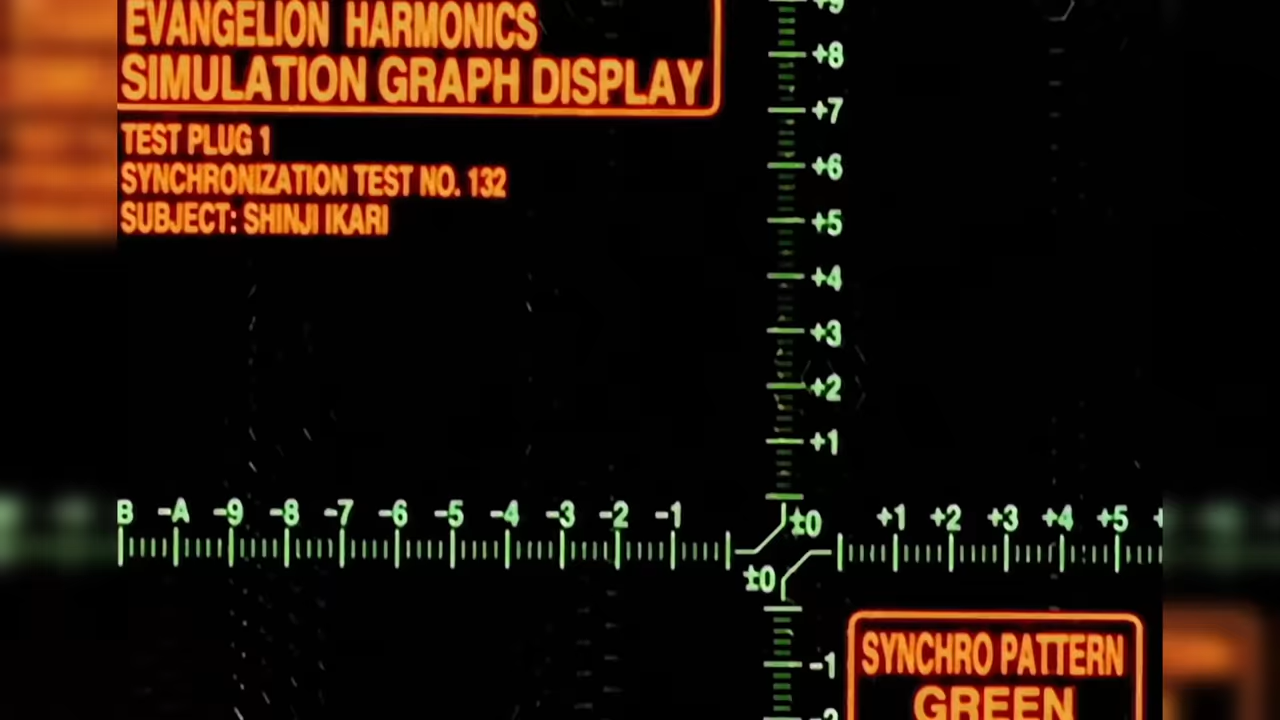 EVANGELION HARMONICS
SIMULATION GRAPH DISPLAY
TEST PLUG 1
SYNCHRONIZATION TEST NO. 132
SUBJECT: SHINJI IKARI
+9
+8
+7
+6
+5
+4
+3
+2
+1
B -A -9 -8 -7 -6 -5 -4 -3 -2 -1 ±0 +1 +2 +3 +4 +5
±0
-1
-2
SYNCHRO PATTERN
GREEN